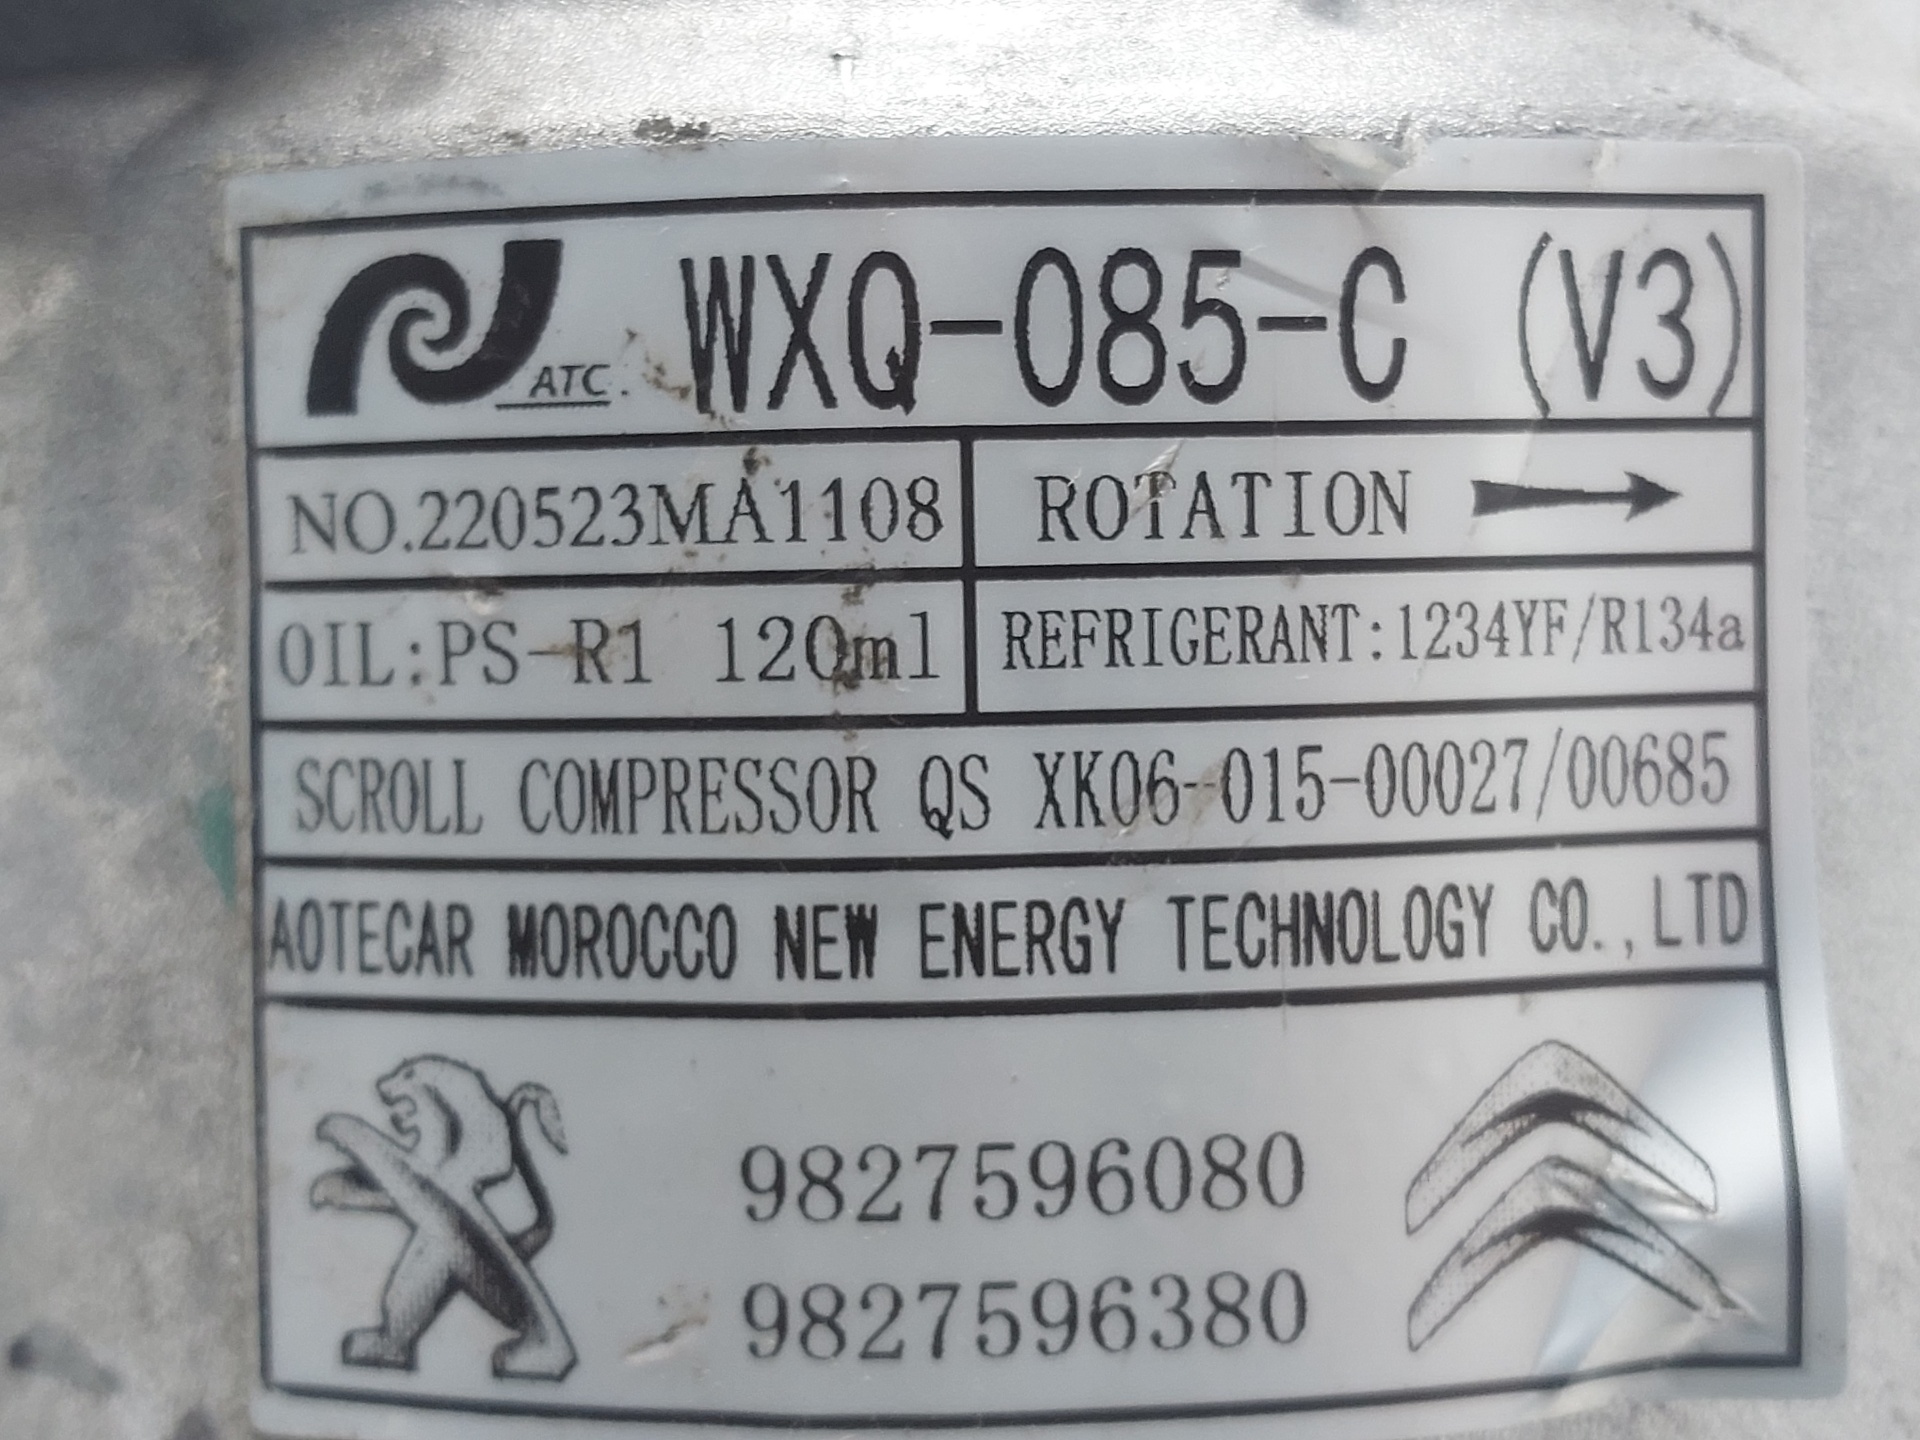 ATC. WXQ-085-C (V3)
NO.220523MA1108 ROTATION
OIL:PS-R1 120ml REFRIGERANT:1234YF/R134a
SCROLL COMPRESSOR QS XK06-015-00027/00685
AOTECAR MOROCCO NEW ENERGY TECHNOLOGY CO.,LTD
9827596080
9827596380